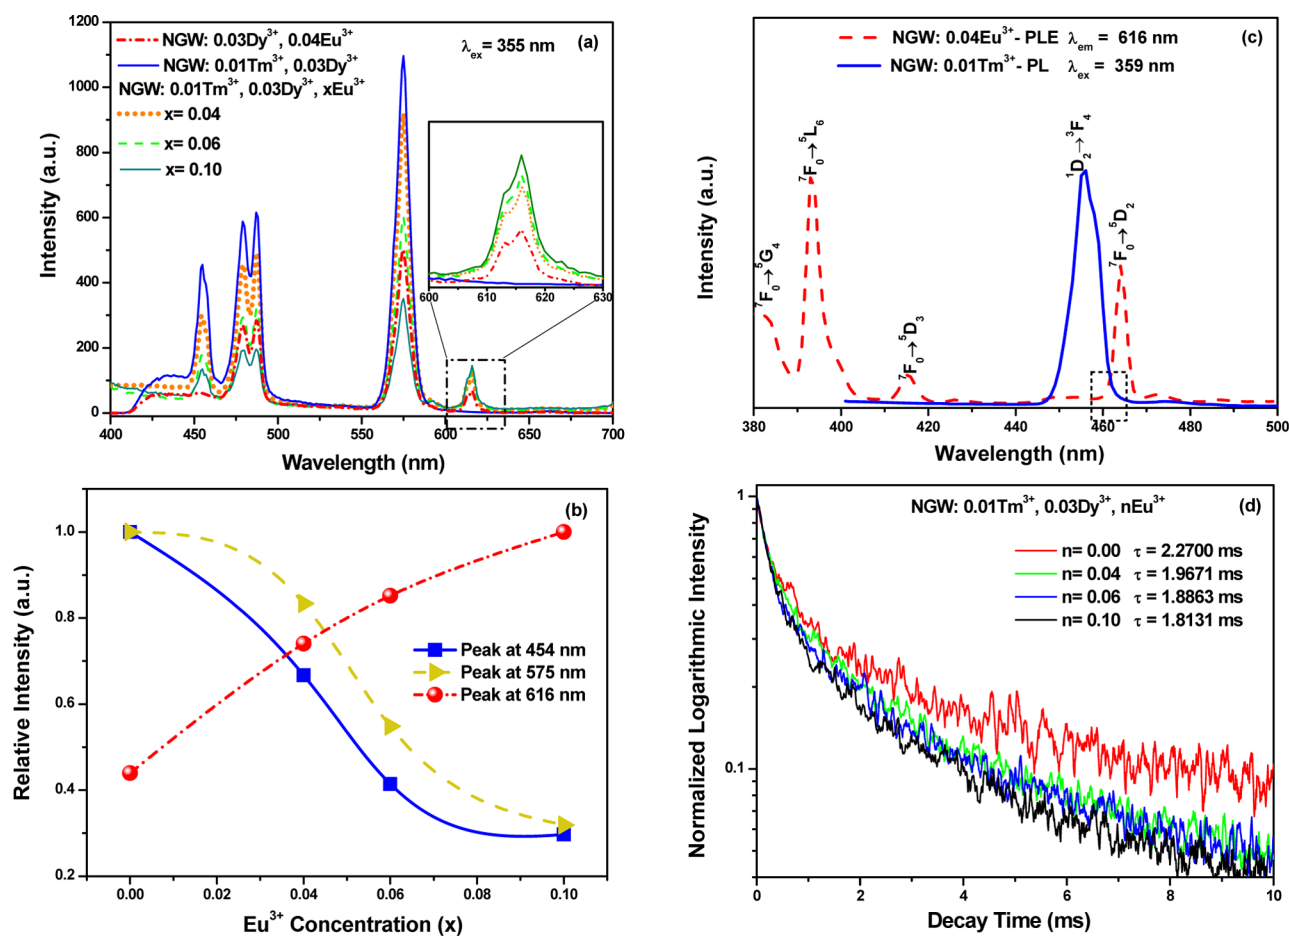 (a)
NGW: 0.03Dy³⁺, 0.04Eu³⁺
λex = 355 nm
NGW: 0.01Tm³⁺, 0.03Dy³⁺
NGW: 0.01Tm³⁺, 0.03Dy³⁺, xEu³⁺
x= 0.04
x= 0.06
x= 0.10
Intensity (a.u.)
1200
1000
800
600
400
200
0
600 610 620 630
400 450 500 550 600 650 700
Wavelength (nm)
(c)
NGW: 0.04Eu³⁺- PLE λem = 616 nm
NGW: 0.01Tm³⁺- PL λex = 359 nm
Intensity (a.u.)
⁷F₀→⁵G₄
⁷F₀→⁵L₆
⁷F₀→⁵D₃
¹D₂→³F₄
⁷F₀→⁵D₂
380 400 420 440 460 480 500
Wavelength (nm)
(b)
Relative Intensity (a.u.)
1.0
0.8
0.6
0.4
0.2
Peak at 454 nm
Peak at 575 nm
Peak at 616 nm
0.00 0.02 0.04 0.06 0.08 0.10
Eu³⁺ Concentration (x)
(d)
NGW: 0.01Tm³⁺, 0.03Dy³⁺, nEu³⁺
n= 0.00 τ = 2.2700 ms
n= 0.04 τ = 1.9671 ms
n= 0.06 τ = 1.8863 ms
n= 0.10 τ = 1.8131 ms
Normalized Logarithmic Intensity
1
0.1
0 2 4 6 8 10
Decay Time (ms)